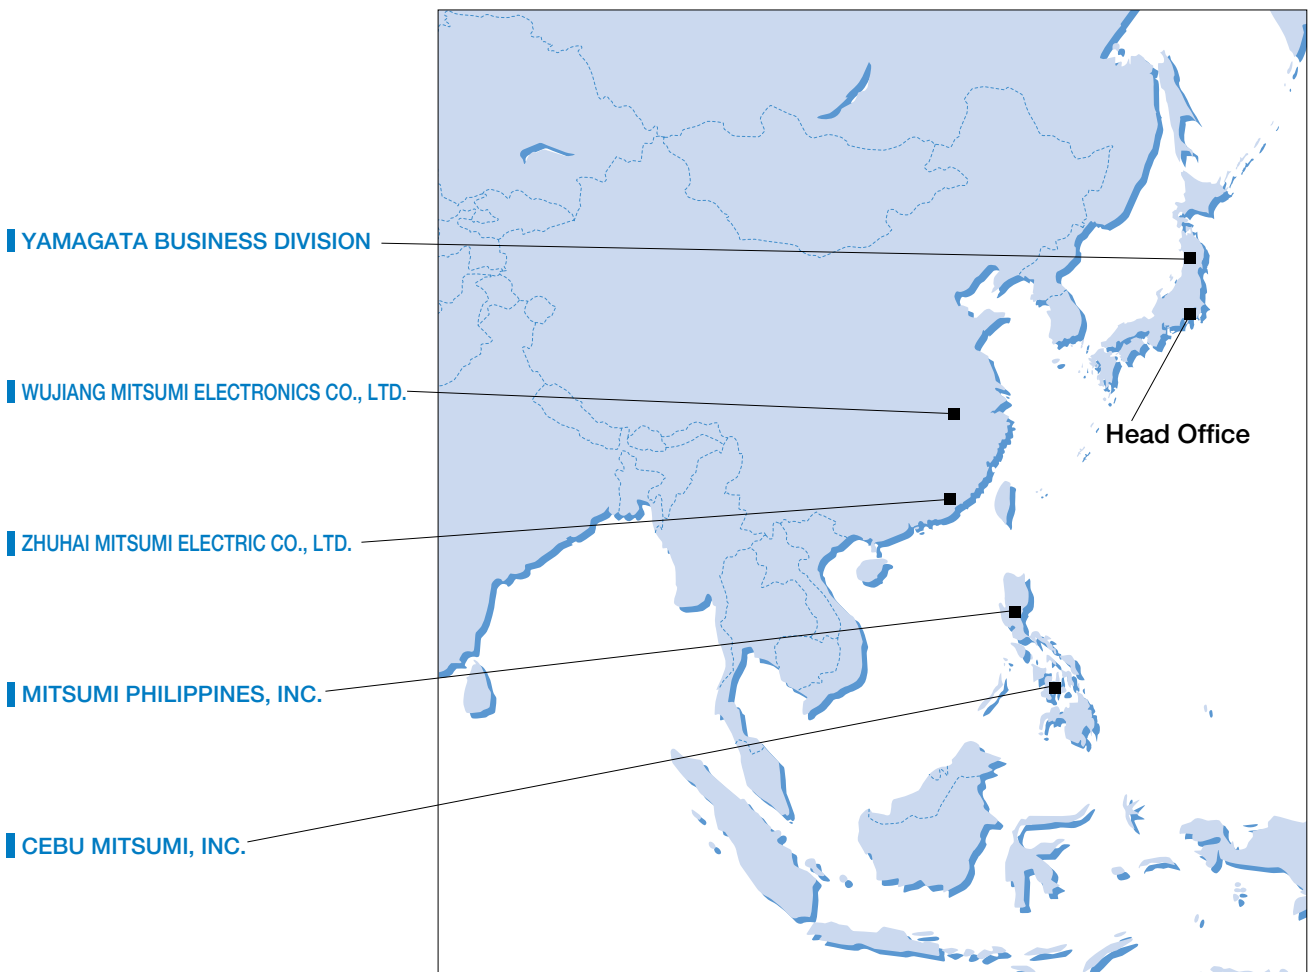 YAMAGATA BUSINESS DIVISION
WUJIANG MITSUMI ELECTRONICS CO., LTD.
Head Office
ZHUHAI MITSUMI ELECTRIC CO., LTD.
MITSUMI PHILIPPINES, INC.
CEBU MITSUMI, INC.